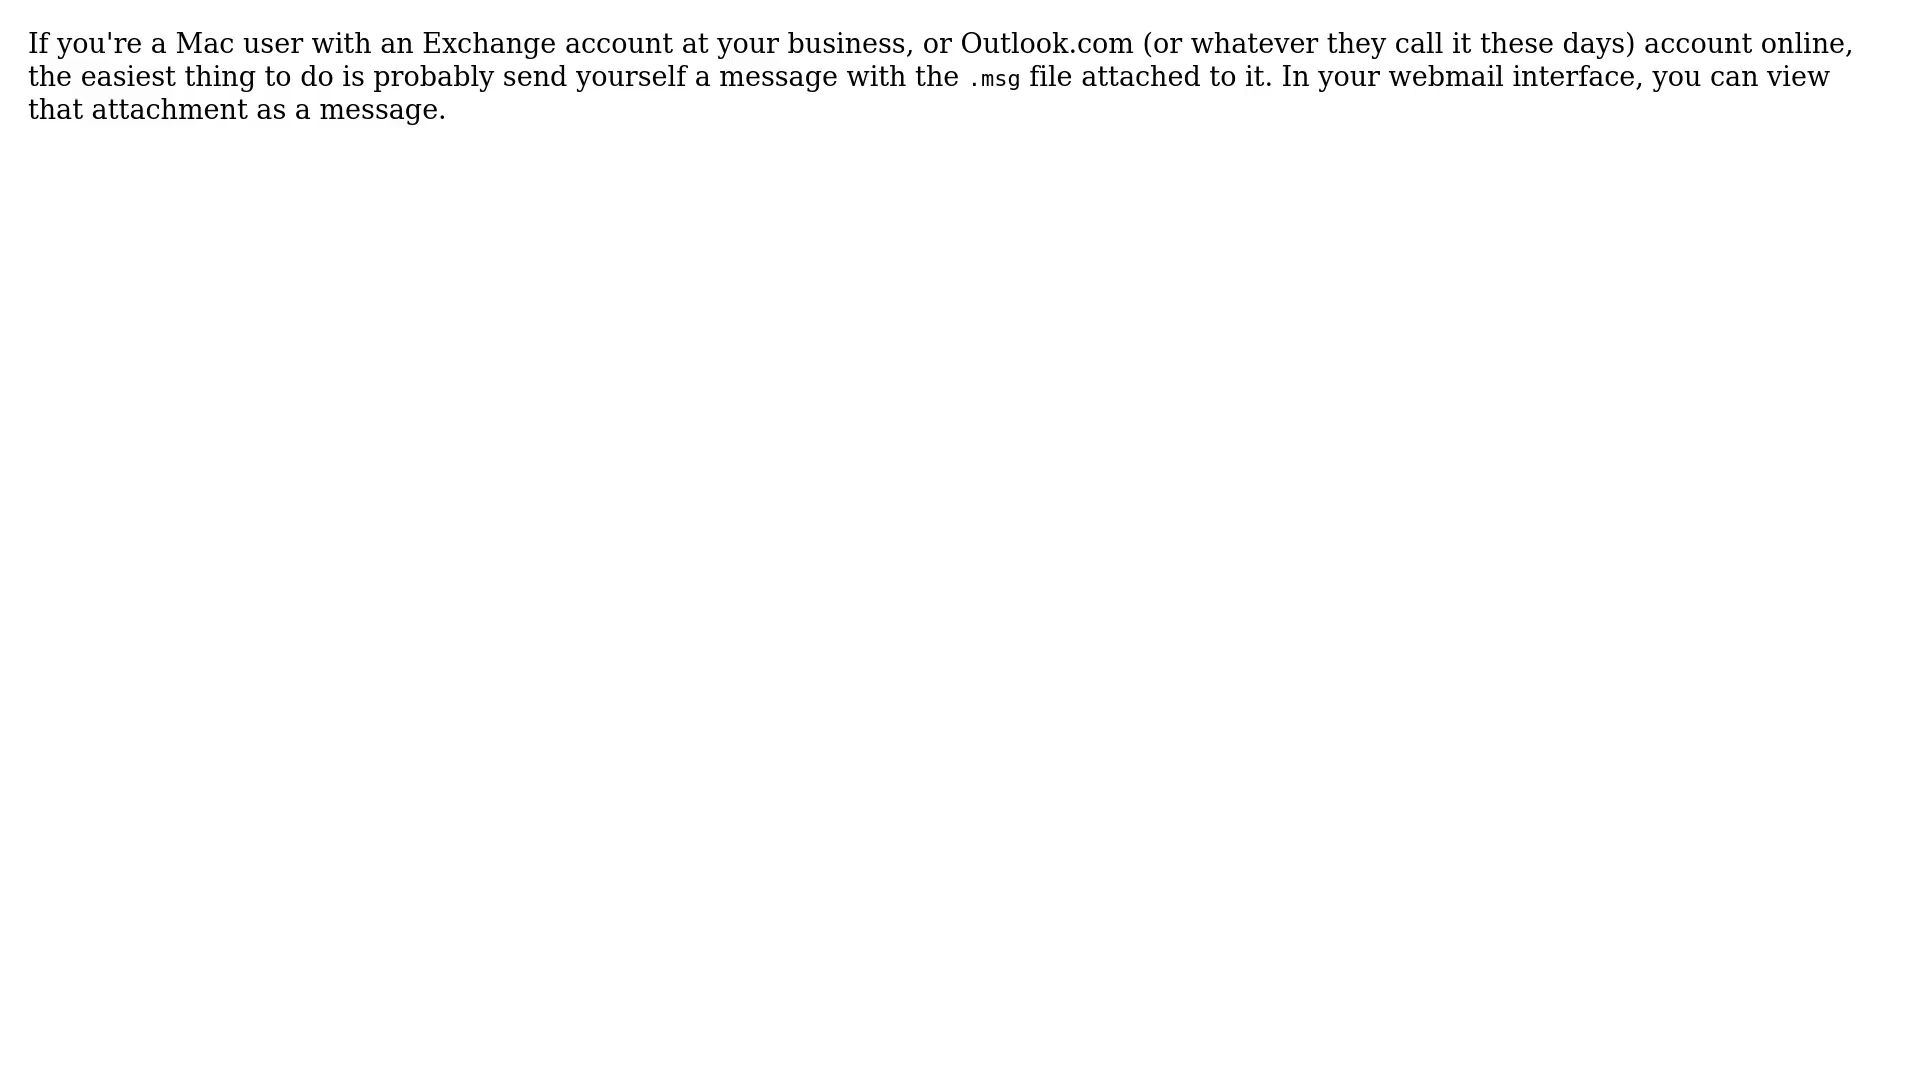 If you're a Mac user with an Exchange account at your business, or Outlook.com (or whatever they call it these days) account online,
the easiest thing to do is probably send yourself a message with the .msg file attached to it. In your webmail interface, you can view
that attachment as a message.